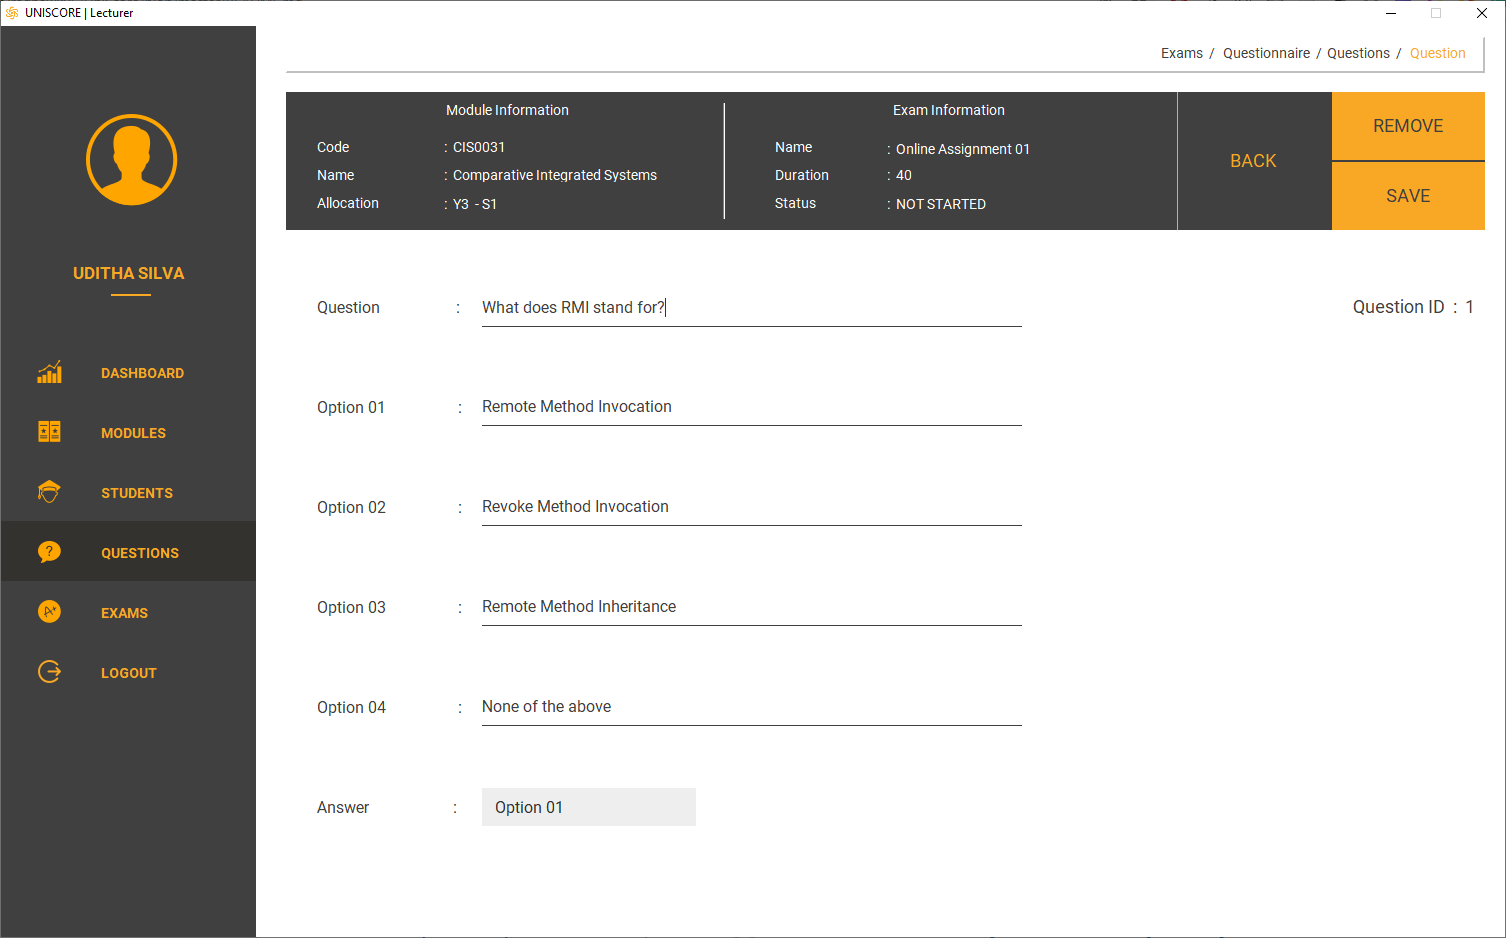 UNISCORE | Lecturer
Exams / Questionnaire / Questions / Question
Module Information
Code : CIS0031
Name : Comparative Integrated Systems
Allocation : Y3 - S1
Exam Information
Name : Online Assignment 01
Duration : 40
Status : NOT STARTED
BACK
REMOVE
SAVE
UDITHA SILVA
DASHBOARD
MODULES
STUDENTS
QUESTIONS
EXAMS
LOGOUT
Question : What does RMI stand for?
Question ID : 1
Option 01 : Remote Method Invocation
Option 02 : Revoke Method Invocation
Option 03 : Remote Method Inheritance
Option 04 : None of the above
Answer : Option 01